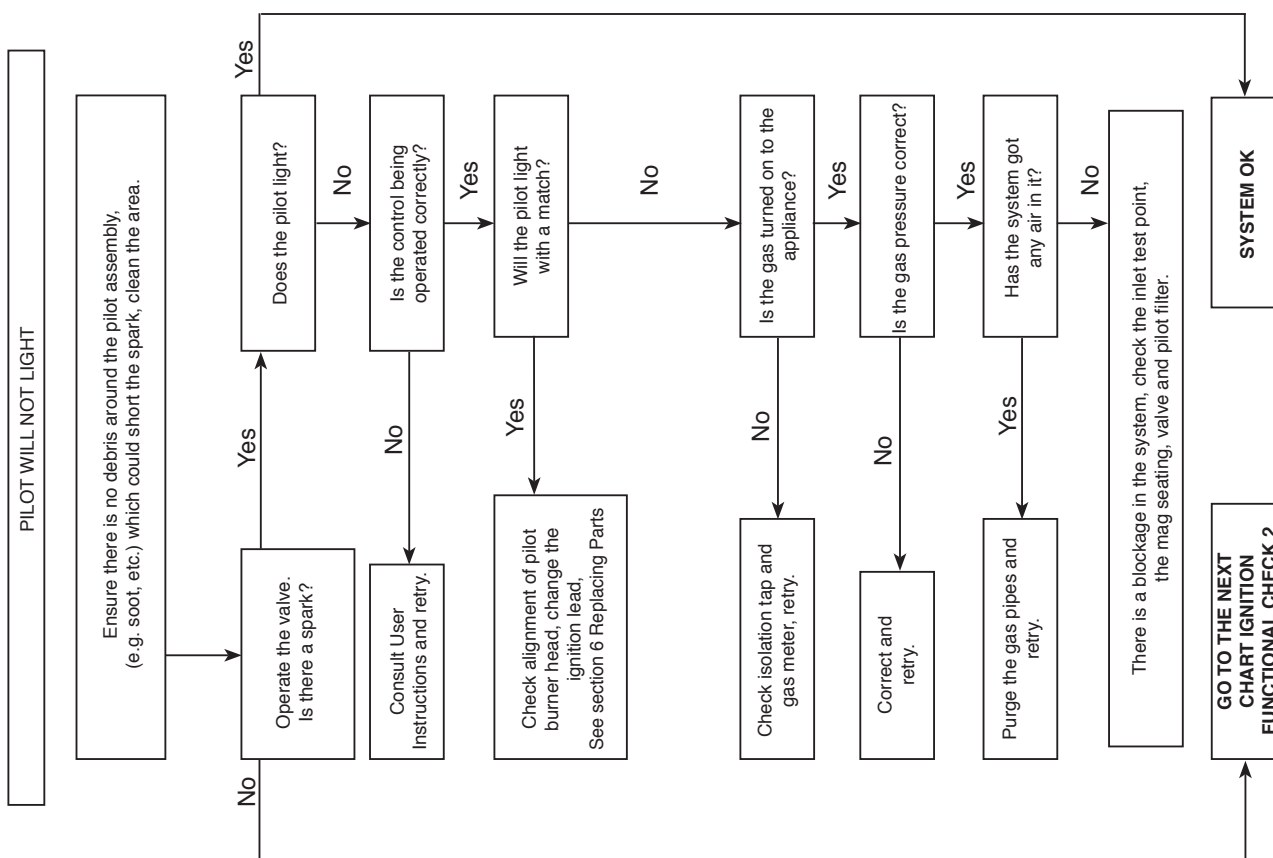 PILOT WILL NOT LIGHT
Ensure there is no debris around the pilot assembly,
(e.g. soot, etc.) which could short the spark, clean the area.
No
Operate the valve.
Is there a spark?
Yes
Does the pilot light?
Yes
No
Consult User
Instructions and retry.
No
Is the control being
operated correctly?
Yes
Check alignment of pilot
burner head, change the
ignition lead,
See section 6 Replacing Parts
Yes
Will the pilot light
with a match?
No
Check isolation tap and
gas meter, retry.
No
Is the gas turned on to the
appliance?
Yes
Correct and
retry.
No
Is the gas pressure correct?
Yes
Purge the gas pipes and
retry.
Yes
Has the system got
any air in it?
No
There is a blockage in the system, check the inlet test point,
the mag seating, valve and pilot filter.
GO TO THE NEXT
CHART IGNITION
FUNCTIONAL CHECK 2
SYSTEM OK